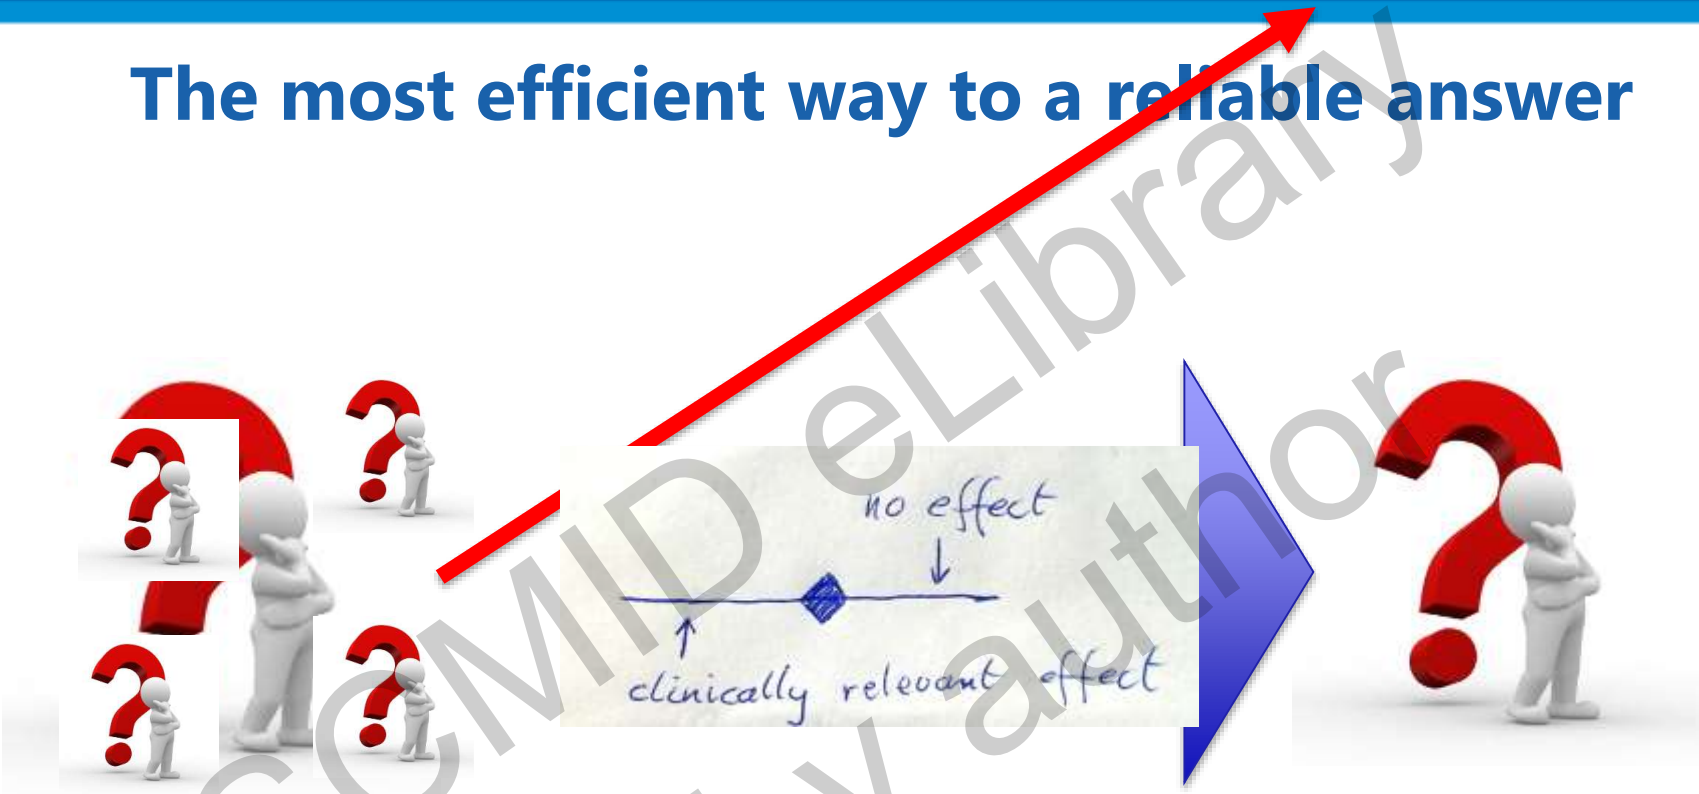 The most efficient way to a reliable answer
no effect
clinically relevant effect
ESCMID eLibrary
by author